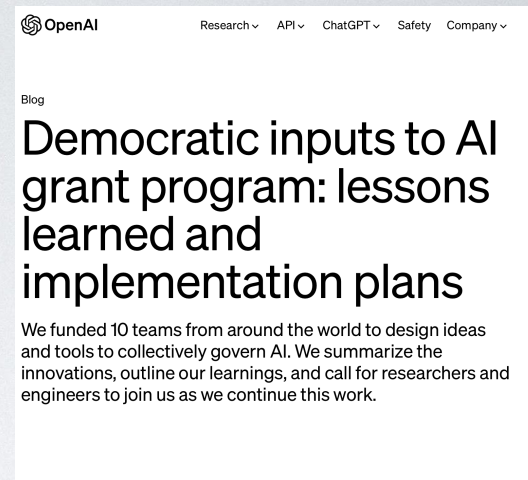 OpenAI
Research API ChatGPT Safety Company
Blog
Democratic inputs to AI
grant program: lessons
learned and
implementation plans
We funded 10 teams from around the world to design ideas
and tools to collectively govern AI. We summarize the
innovations, outline our learnings, and call for researchers and
engineers to join us as we continue this work.